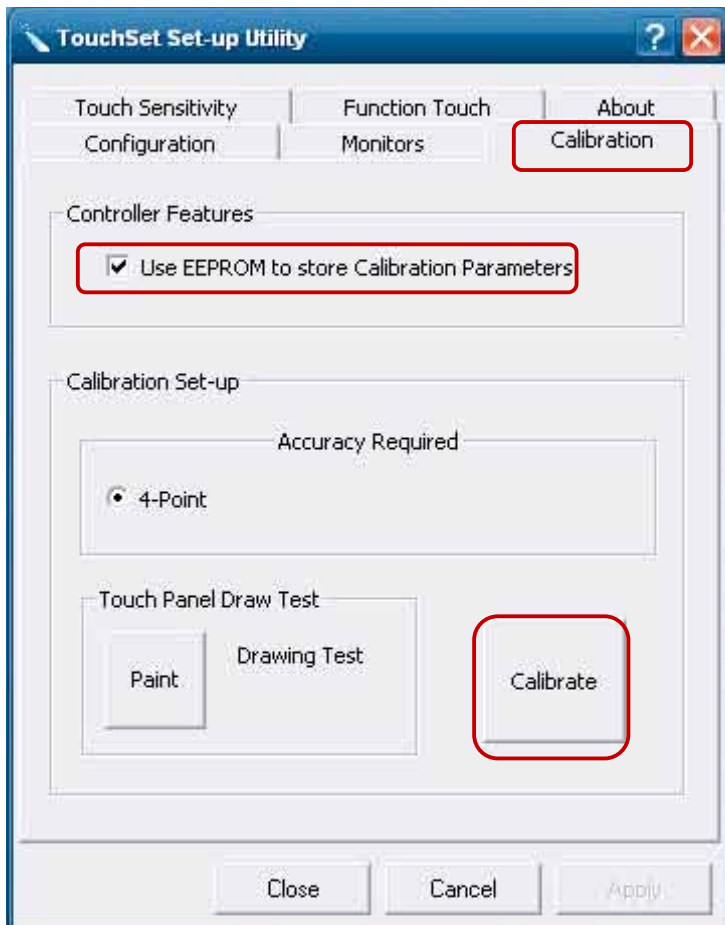 TouchSet Set-up Utility
Touch Sensitivity Function Touch About
Configuration Monitors Calibration
Controller Features
Use EEPROM to store Calibration Parameters
Calibration Set-up
Accuracy Required
4-Point
Touch Panel Draw Test
Paint Drawing Test
Calibrate
Close Cancel Apply